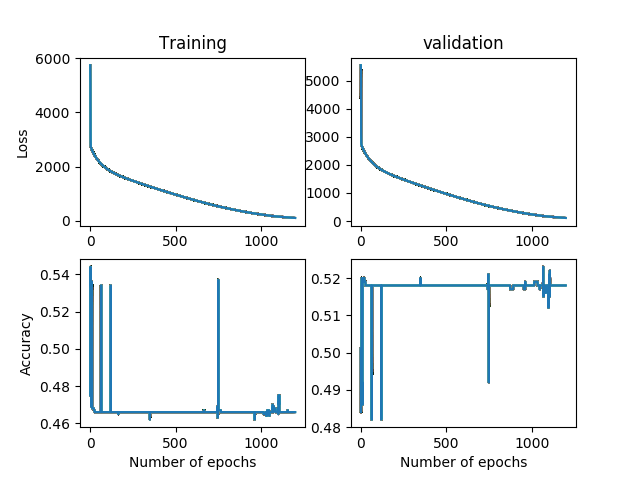 Training
validation
Loss
6000
4000
2000
0
5000
4000
3000
2000
1000
0
0 500 1000
0 500 1000
Accuracy
0.54
0.52
0.50
0.48
0.46
0.52
0.51
0.50
0.49
0.48
0 500 1000
0 500 1000
Number of epochs
Number of epochs